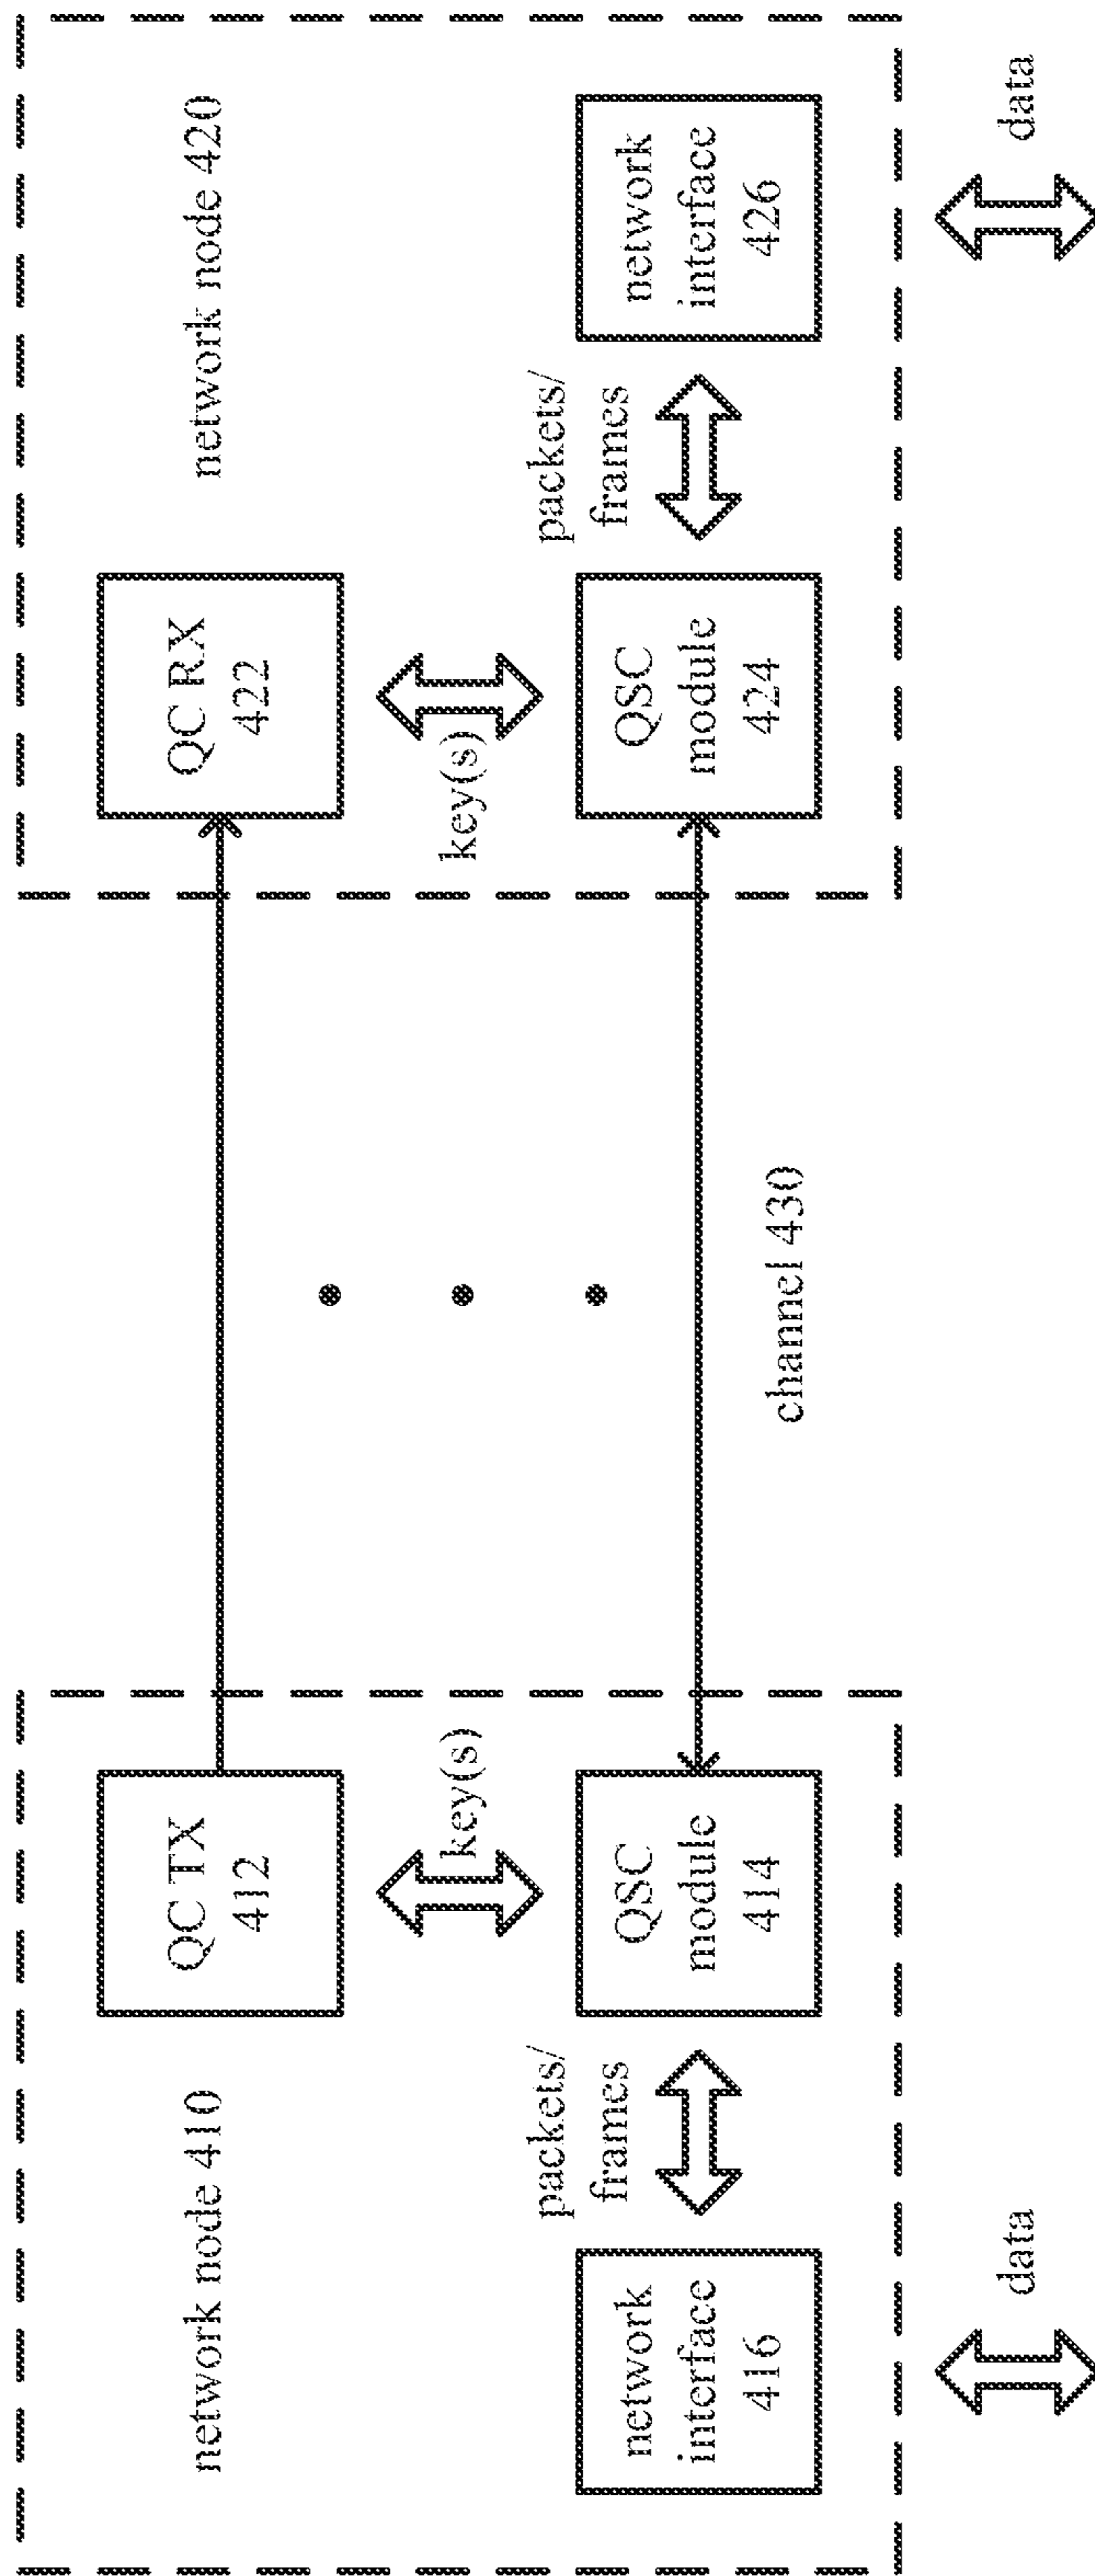 network node 410
QC TX
412
key(s)
packets/
frames
network
interface
416
QSC
module
414
data
channel 430
network node 420
QC RX
422
key(s)
packets/
frames
QSC
module
424
network
interface
426
data